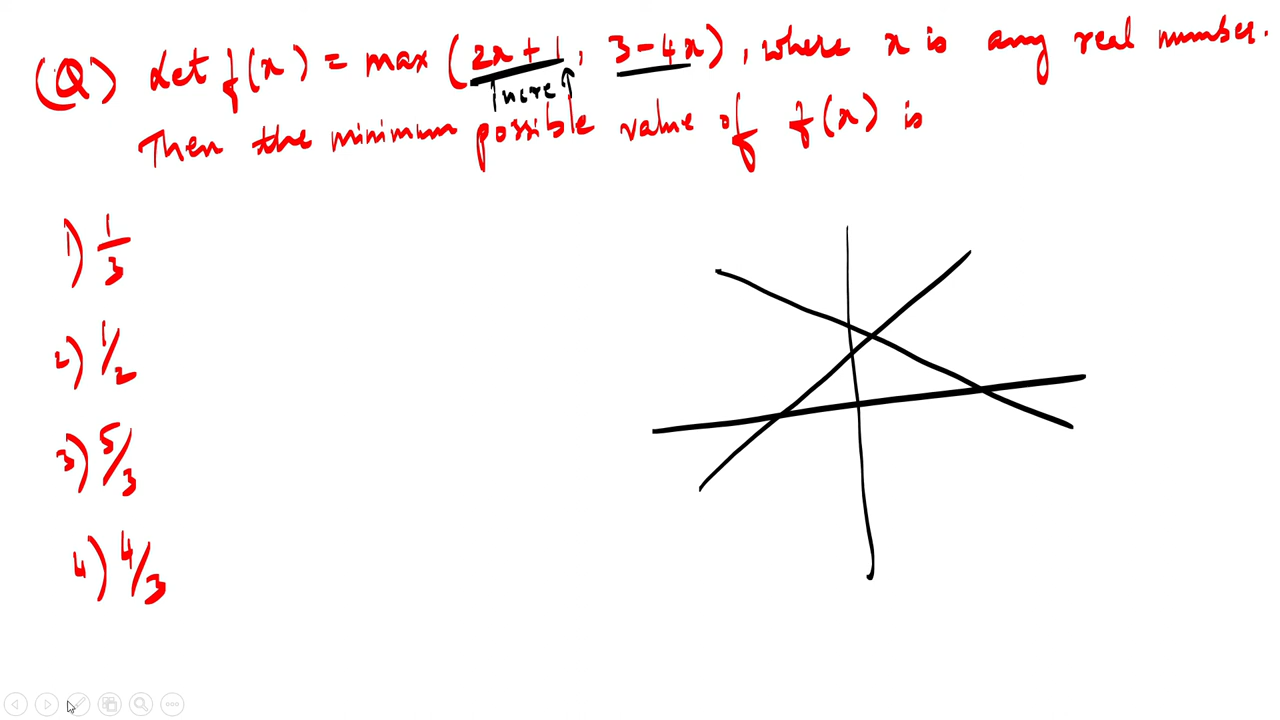 (Q) Let f(x) = max (2x+1, 3-4x), where x is any real number.
Incre↑
Then the minimum possible value of f(x) is
1) 1/3
2) 1/2
3) 5/3
4) 4/3